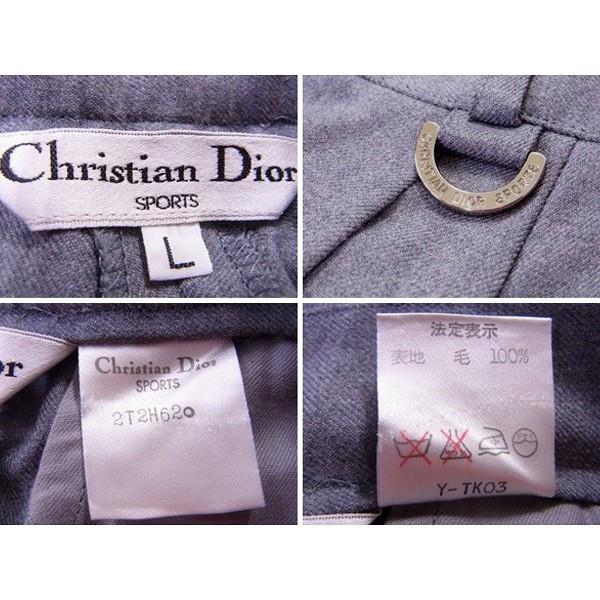 Christian Dior
SPORTS
L
CHRISTIAN DIOR SPORTS
or
Christian Dior
SPORTS
2T2H620
法定表示
表地 毛 100%
Y-TK03